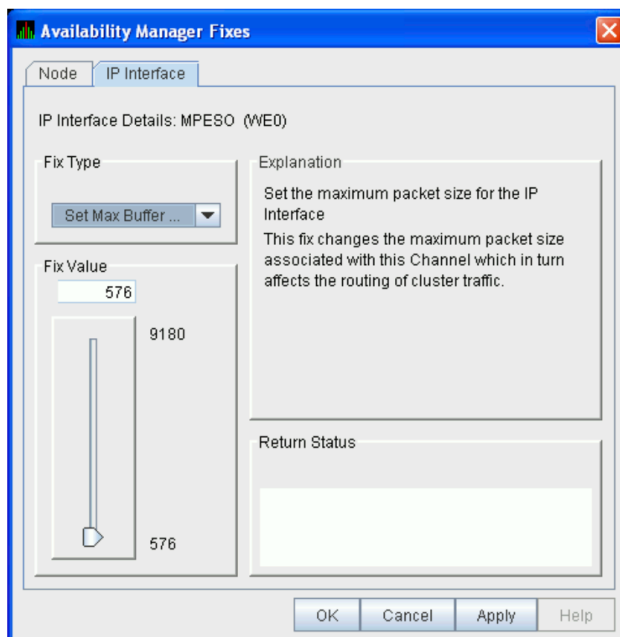 Availability Manager Fixes
Node
IP Interface
IP Interface Details: MPESO (WE0)
Fix Type
Set Max Buffer ...
Explanation
Set the maximum packet size for the IP
Interface
This fix changes the maximum packet size
associated with this Channel which in turn
affects the routing of cluster traffic.
Fix Value
576
9180
576
Return Status
OK
Cancel
Apply
Help